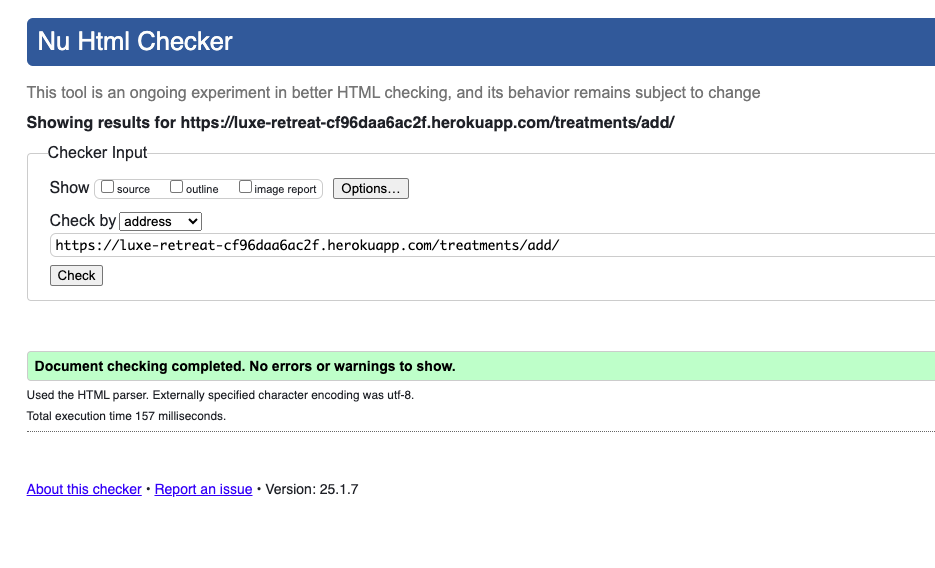 Nu Html Checker
This tool is an ongoing experiment in better HTML checking, and its behavior remains subject to change
Showing results for https://luxe-retreat-cf96daa6ac2f.herokuapp.com/treatments/add/
Checker Input
Show source outline image report Options…
Check by address
https://luxe-retreat-cf96daa6ac2f.herokuapp.com/treatments/add/
Check
Document checking completed. No errors or warnings to show.
Used the HTML parser. Externally specified character encoding was utf-8.
Total execution time 157 milliseconds.
About this checker • Report an issue • Version: 25.1.7